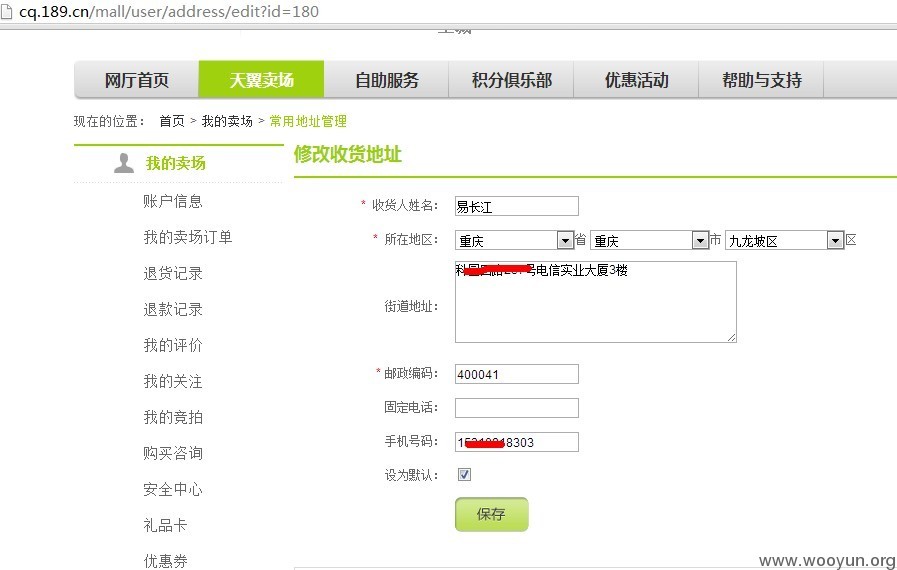 cq.189.cn/mall/user/address/edit?id=180
网厅首页 天翼卖场 自助服务 积分俱乐部 优惠活动 帮助与支持
现在的位置： 首页 > 我的卖场 > 常用地址管理
我的卖场
账户信息
我的卖场订单
退货记录
退款记录
我的评价
我的关注
我的竞拍
购买咨询
安全中心
礼品卡
优惠券
修改收货地址
* 收货人姓名： 易长江
* 所在地区： 重庆 省 重庆 市 九龙坡区 区
街道地址： 号电信实业大厦3楼
* 邮政编码： 400041
固定电话：
手机号码： 8303
设为默认：
保存
www.wooyun.org